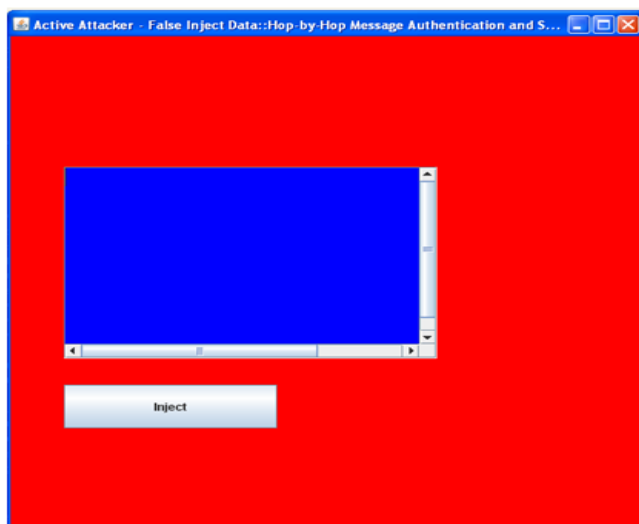 Active Attacker - False Inject Data::Hop-by-Hop Message Authentication and S...
Inject